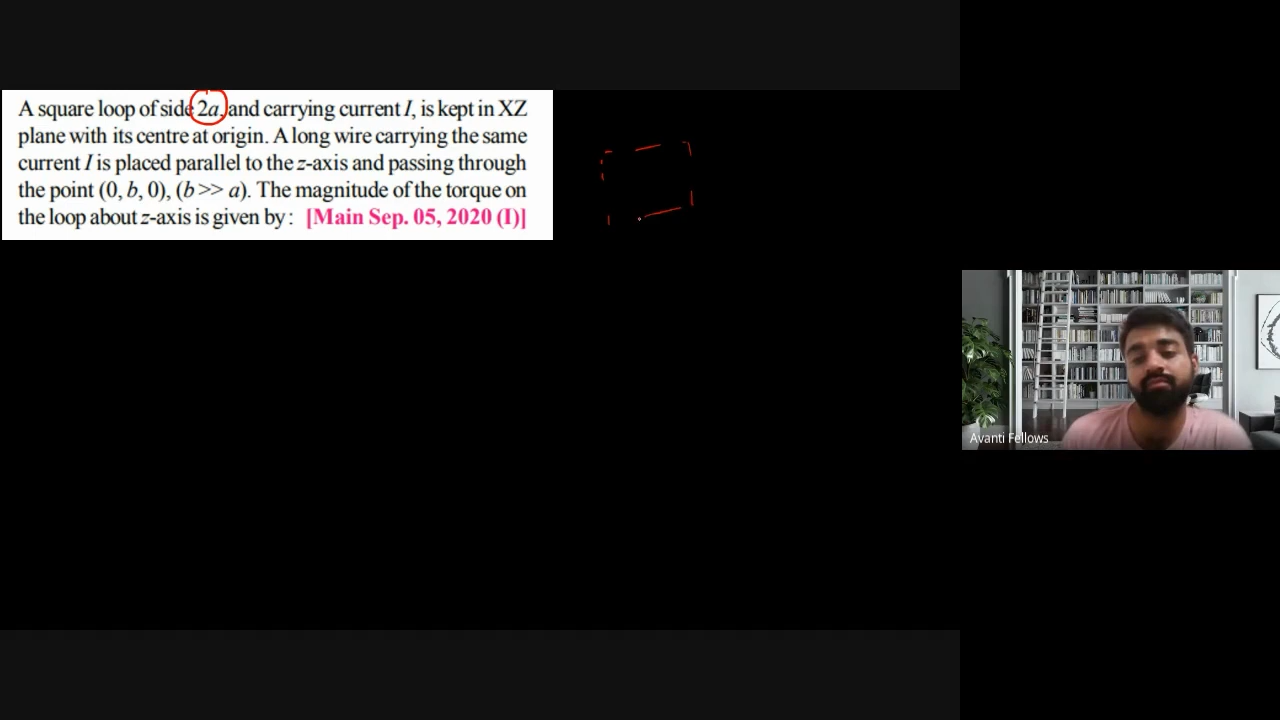 A square loop of side 2a, and carrying current I, is kept in XZ
plane with its centre at origin. A long wire carrying the same
current I is placed parallel to the z-axis and passing through
the point (0, b, 0), (b >> a). The magnitude of the torque on
the loop about z-axis is given by : [Main Sep. 05, 2020 (I)]
Avanti Fellows